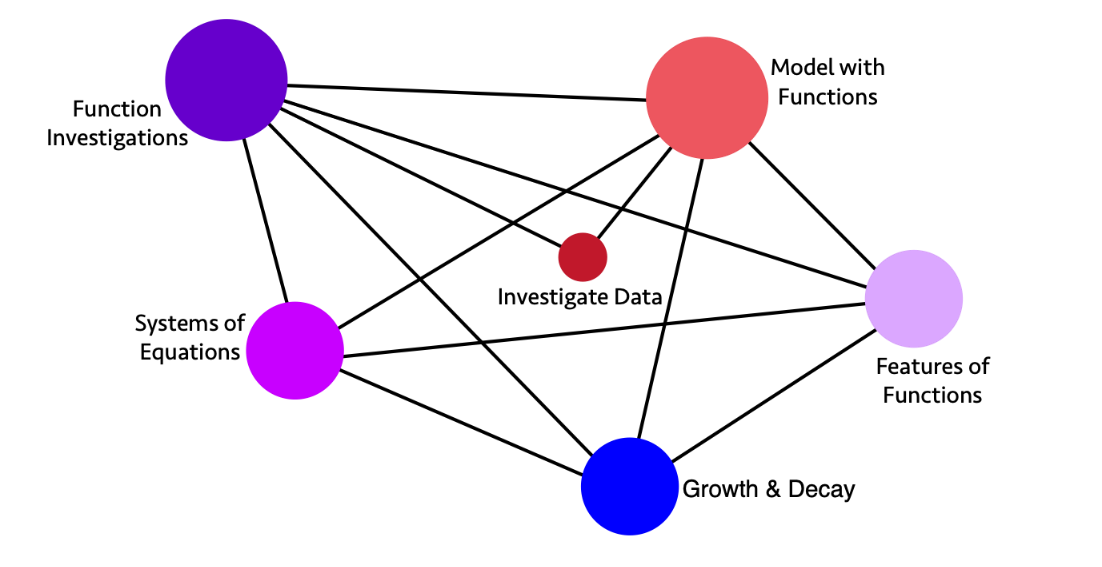 Function
Investigations
Model with
Functions
Investigate Data
Systems of
Equations
Features of
Functions
Growth & Decay